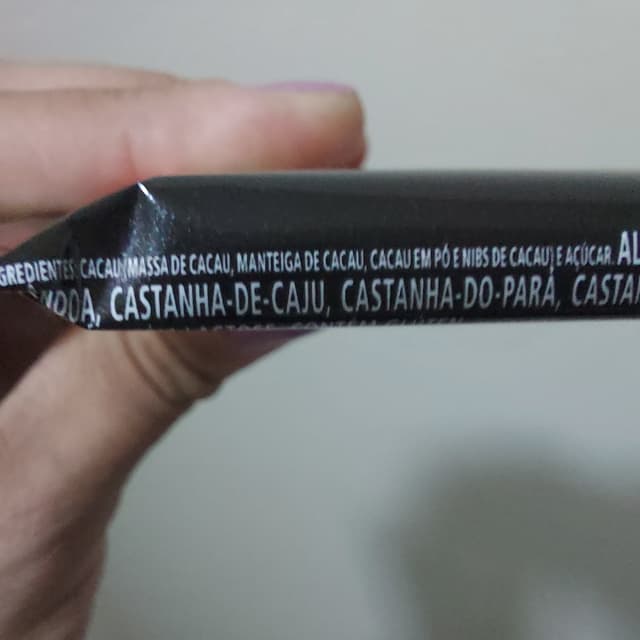 GREDIENTES: CACAU (MASSA DE CACAU, MANTEIGA DE CACAU, CACAU EM PÓ E NIBS DE CACAU) E AÇÚCAR. AL
NDOA, CASTANHA-DE-CAJU, CASTANHA-DO-PARÁ, CASTAN